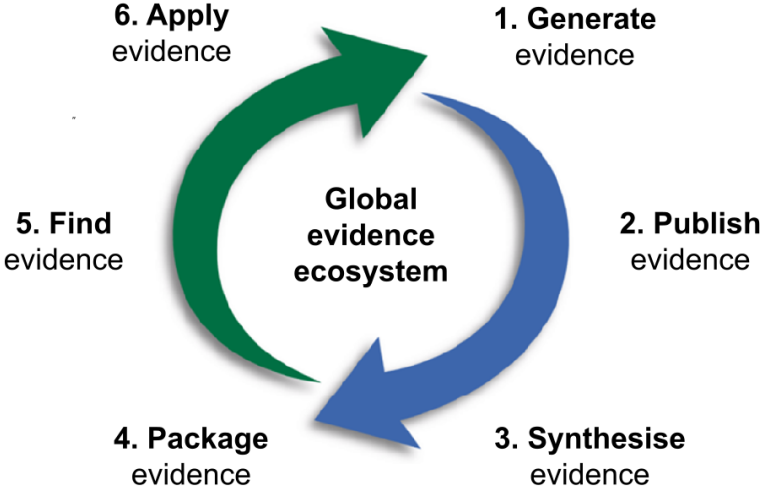 6. Apply
evidence
1. Generate
evidence
5. Find
evidence
Global
evidence
ecosystem
2. Publish
evidence
4. Package
evidence
3. Synthesise
evidence